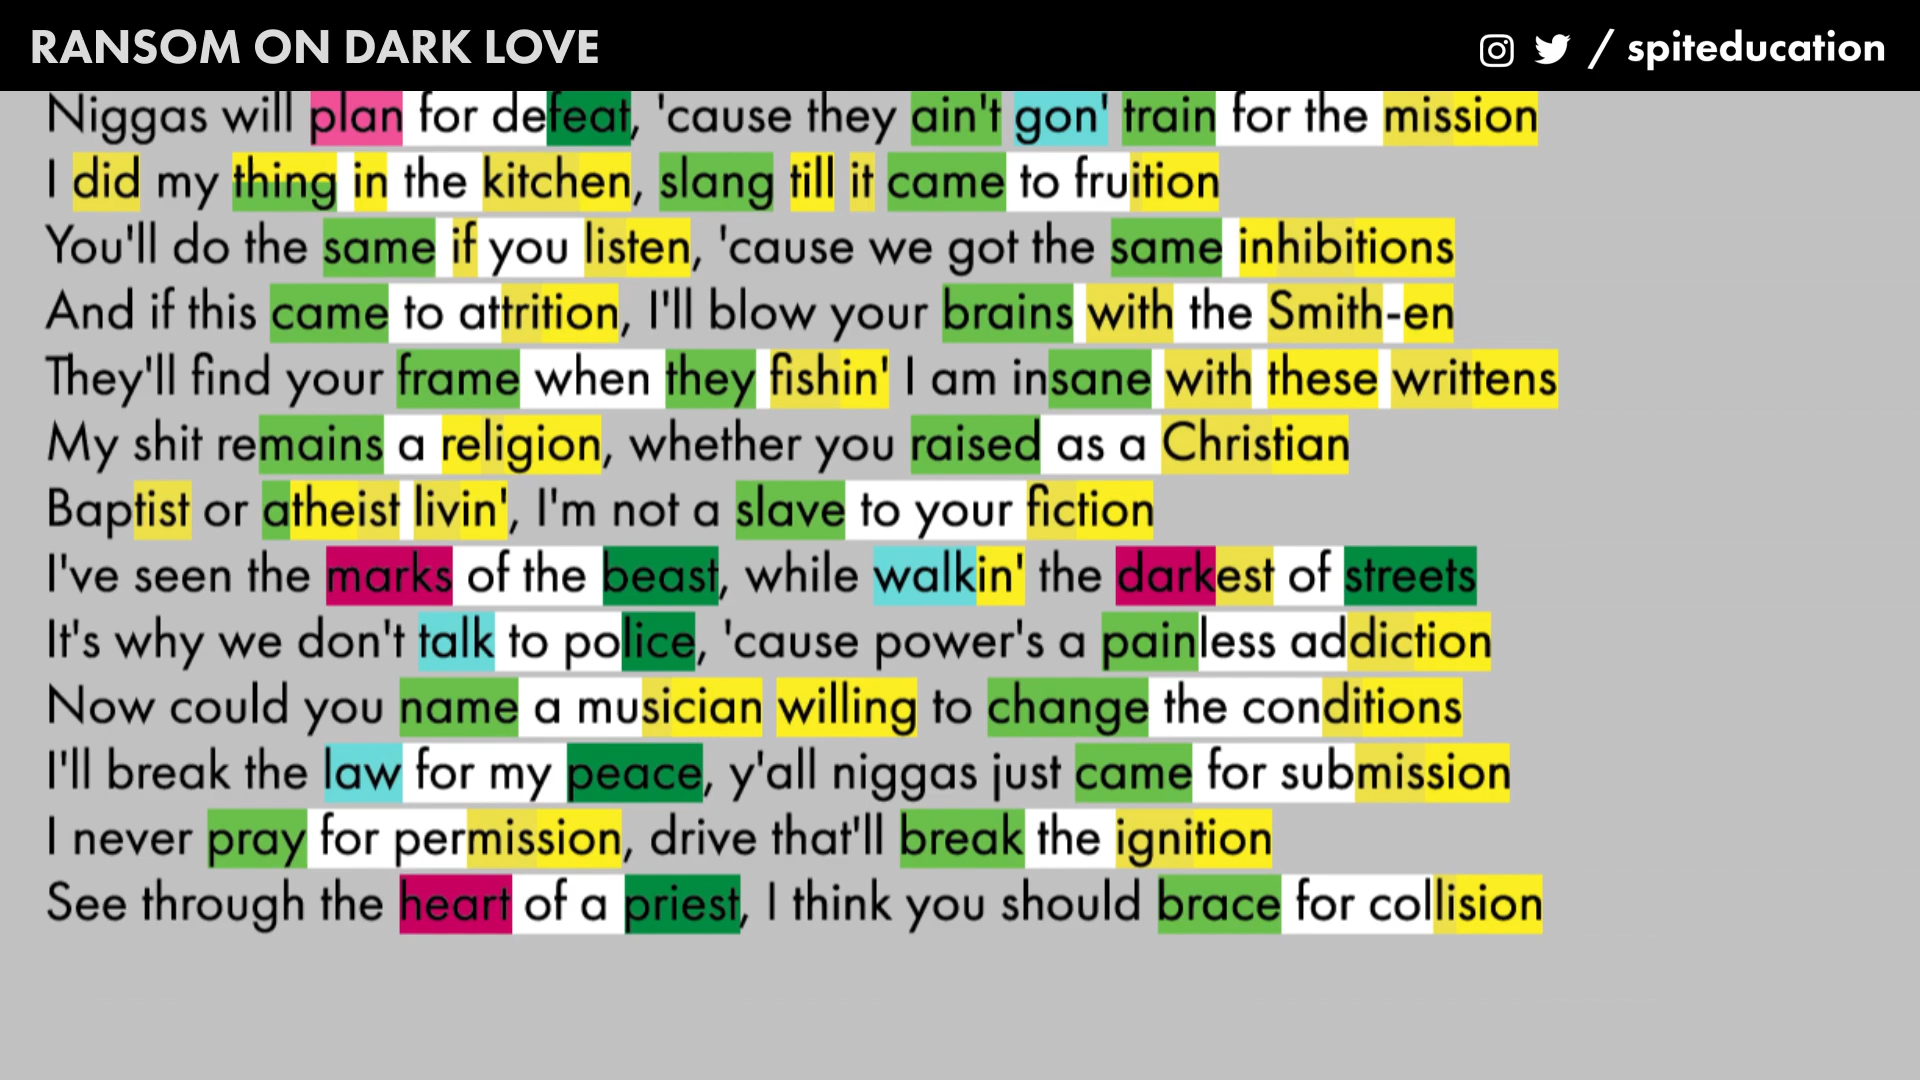 RANSOM ON DARK LOVE
/ spiteducation
Niggas will plan for defeat, 'cause they ain't gon' train for the mission
I did my thing in the kitchen, slang till it came to fruition
You'll do the same if you listen, 'cause we got the same inhibitions
And if this came to attrition, I'll blow your brains with the Smith-en
They'll find your frame when they fishin' I am insane with these writtens
My shit remains a religion, whether you raised as a Christian
Baptist or atheist livin', I'm not a slave to your fiction
I've seen the marks of the beast, while walkin' the darkest of streets
It's why we don't talk to police, 'cause power's a painless addiction
Now could you name a musician willing to change the conditions
I'll break the law for my peace, y'all niggas just came for submission
I never pray for permission, drive that'll break the ignition
See through the heart of a priest, I think you should brace for collision